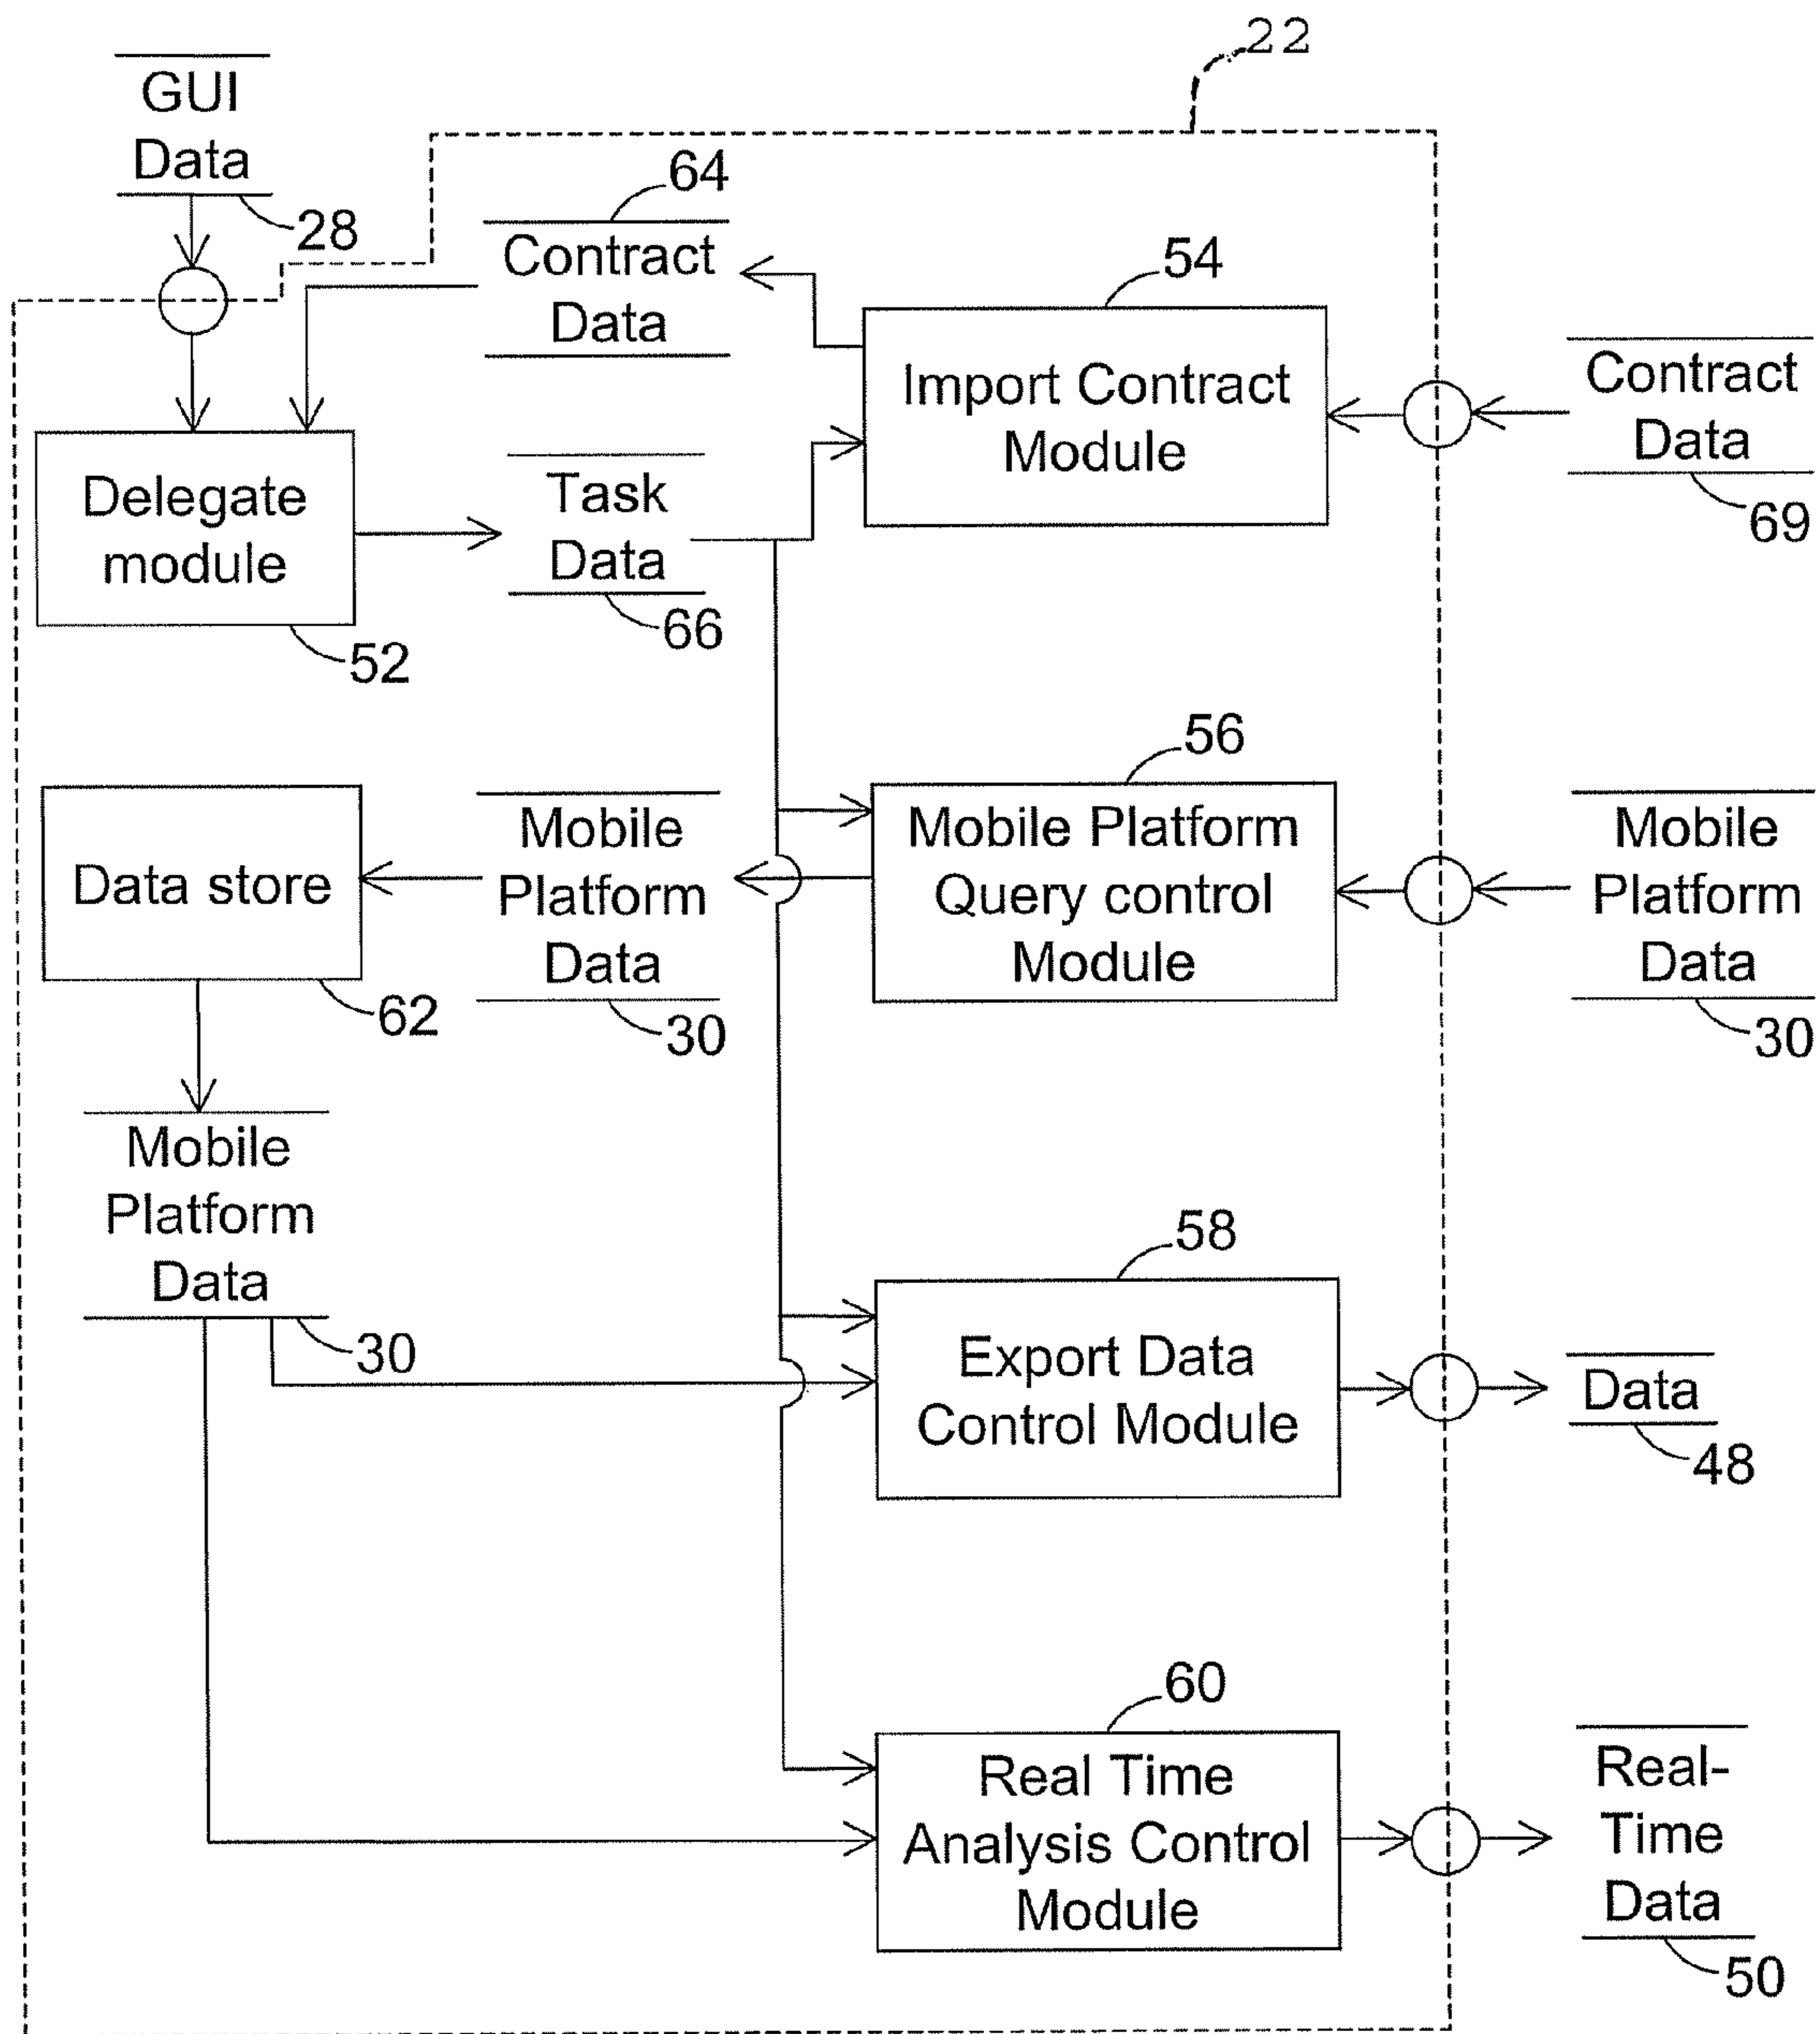 22
GUI
Data
28
64
Contract
Data
54
Import Contract
Module
Contract
Data
69
Delegate
module
52
Task
Data
66
56
Data store
62
Mobile
Platform
Data
30
Mobile Platform
Query control
Module
Mobile
Platform
Data
30
Mobile
Platform
Data
30
58
Export Data
Control Module
Data
48
60
Real Time
Analysis Control
Module
Real-
Time
Data
50